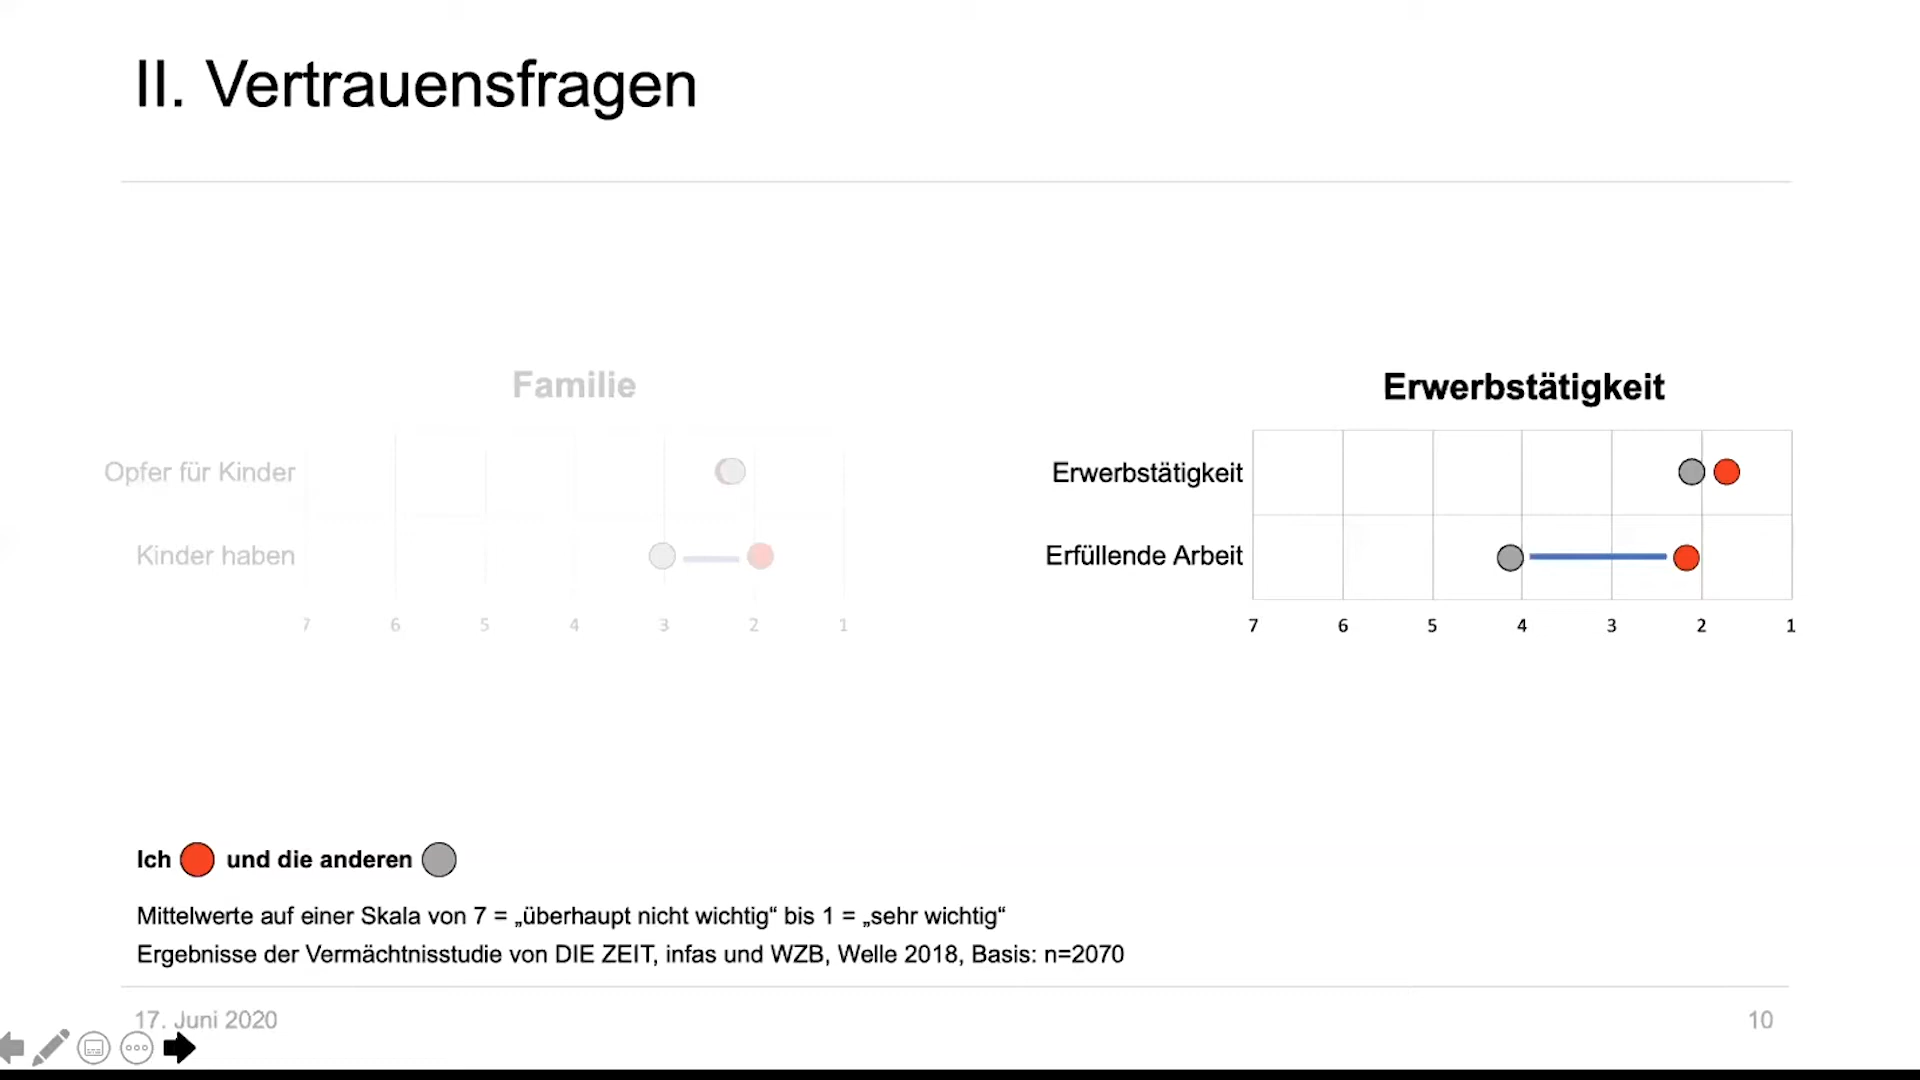 II. Vertrauensfragen
Familie
Opfer für Kinder
Kinder haben
7 6 5 4 3 2 1
Erwerbstätigkeit
Erwerbstätigkeit
Erfüllende Arbeit
7 6 5 4 3 2 1
Ich und die anderen
Mittelwerte auf einer Skala von 7 = „überhaupt nicht wichtig“ bis 1 = „sehr wichtig“
Ergebnisse der Vermächtnisstudie von DIE ZEIT, infas und WZB, Welle 2018, Basis: n=2070
17. Juni 2020
10